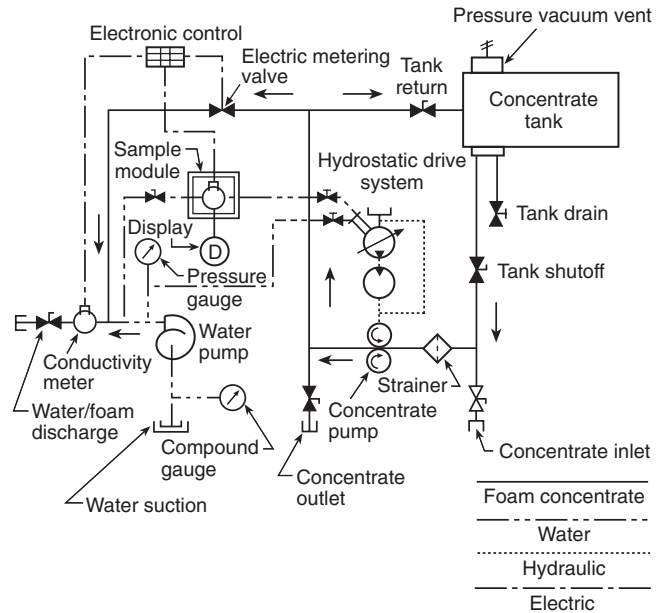 Pressure vacuum vent
Electronic control
Electric metering
valve
Tank
return
Concentrate
tank
Sample
module
Hydrostatic drive
system
Display
D
Tank drain
Pressure
gauge
Tank shutoff
Water
pump
Conductivity
meter
Strainer
Water/foam
discharge
Concentrate
pump
Compound
gauge
Concentrate inlet
Concentrate
outlet
Water suction
Foam concentrate
Water
Hydraulic
Electric